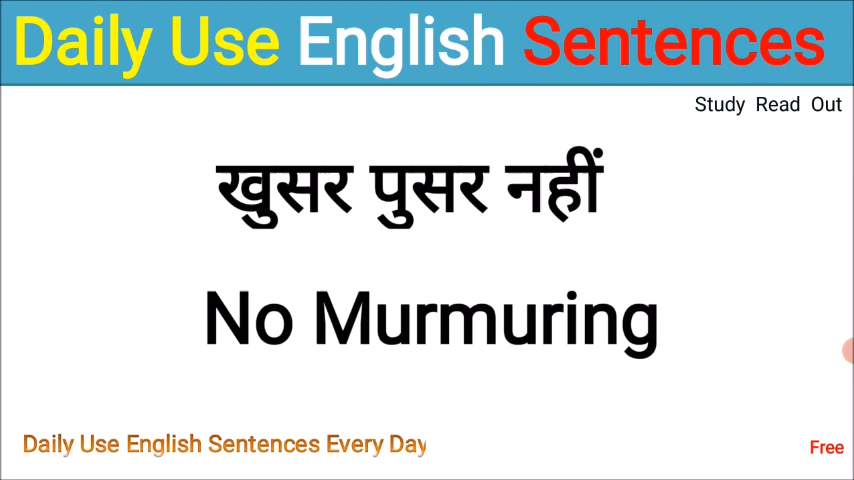 Daily Use English Sentences
Study Read Out
खुसर पुसर नहीं
No Murmuring
Daily Use English Sentences Every Day
Free